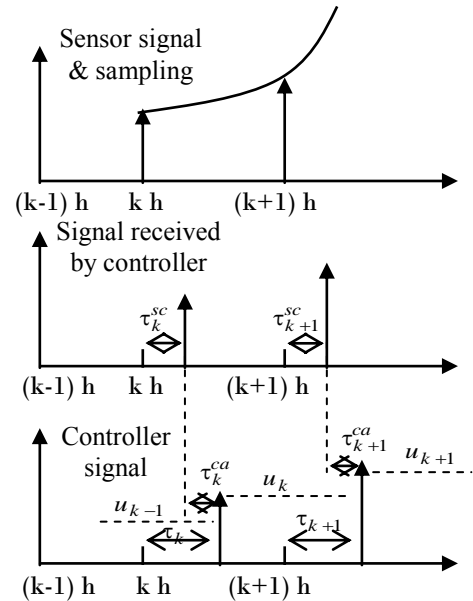 Sensor signal
& sampling
(k-1) h k h (k+1) h
Signal received
by controller
τ_k^{sc} τ_{k+1}^{sc}
(k-1) h k h (k+1) h
Controller
signal
τ_k^{ca} τ_{k+1}^{ca}
u_{k-1} u_k u_{k+1}
τ_k τ_{k+1}
(k-1) h k h (k+1) h